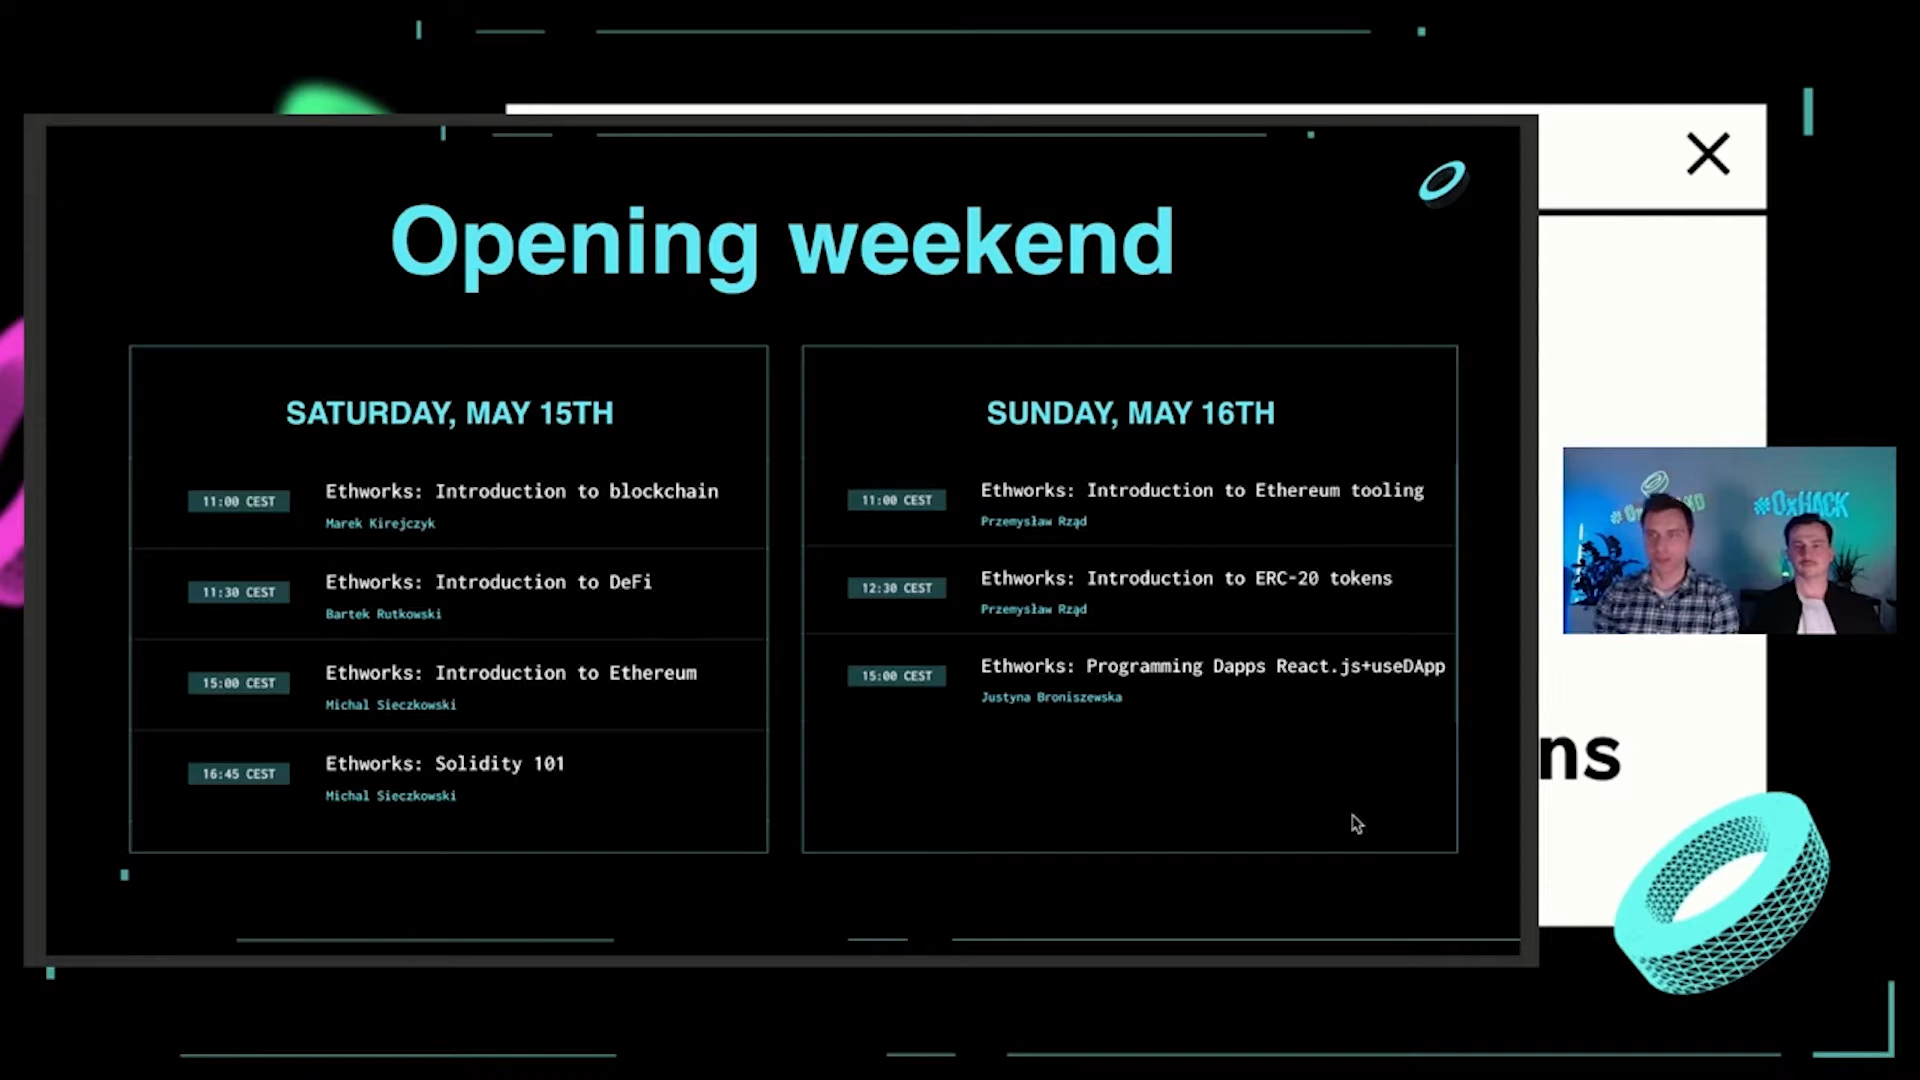 Opening weekend
SATURDAY, MAY 15TH
11:00 CEST
Ethworks: Introduction to blockchain
Marek Kirejczyk
11:30 CEST
Ethworks: Introduction to DeFi
Bartek Rutkowski
15:00 CEST
Ethworks: Introduction to Ethereum
Michal Sieczkowski
16:45 CEST
Ethworks: Solidity 101
Michal Sieczkowski
SUNDAY, MAY 16TH
11:00 CEST
Ethworks: Introduction to Ethereum tooling
Przemysław Rząd
12:30 CEST
Ethworks: Introduction to ERC-20 tokens
Przemysław Rząd
15:00 CEST
Ethworks: Programming Dapps React.js+useDApp
Justyna Broniszewska
#OxHACK
ns